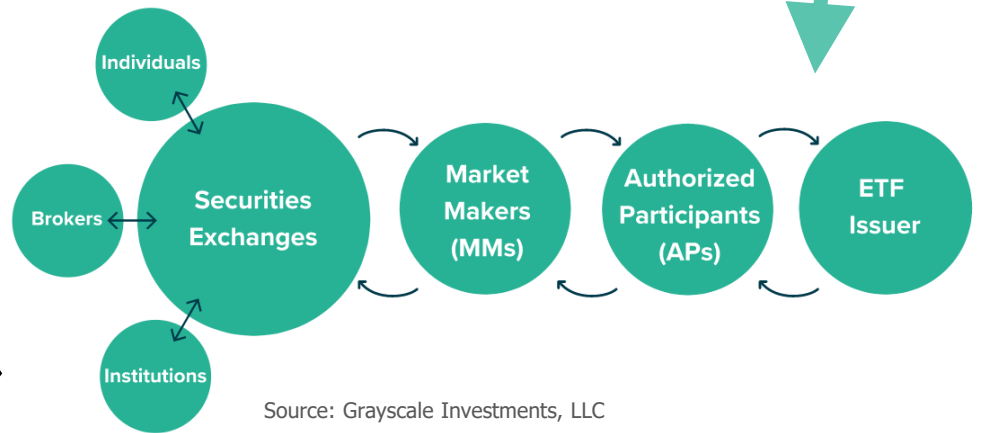 Individuals
Brokers
Institutions
Securities
Exchanges
Market
Makers
(MMs)
Authorized
Participants
(APs)
ETF
Issuer
Source: Grayscale Investments, LLC